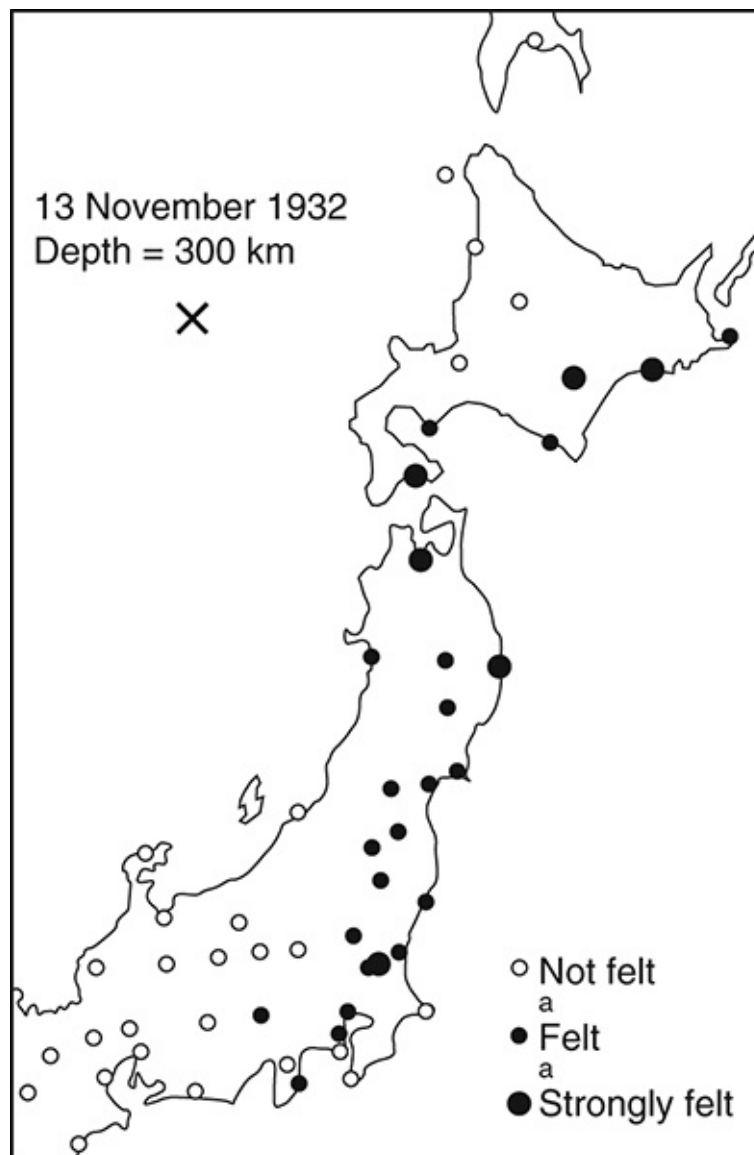 13 November 1932
Depth = 300 km
Not felt
a
Felt
a
Strongly felt